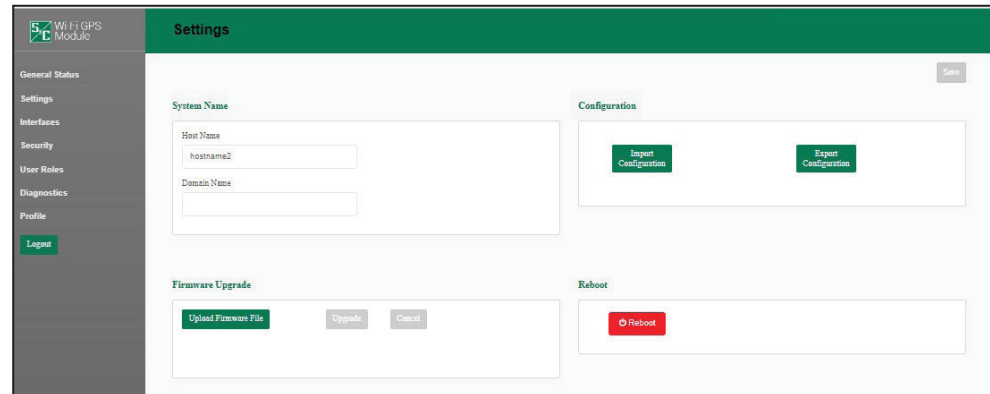 S&C WiFi GPS
Module
Settings
General Status
Settings
Interfaces
Security
User Roles
Diagnostics
Profile
Logout
Save
System Name
Host Name
hostname2
Domain Name
Configuration
Import
Configuration
Export
Configuration
Firmware Upgrade
Upload Firmware File
Upgrade
Cancel
Reboot
Reboot